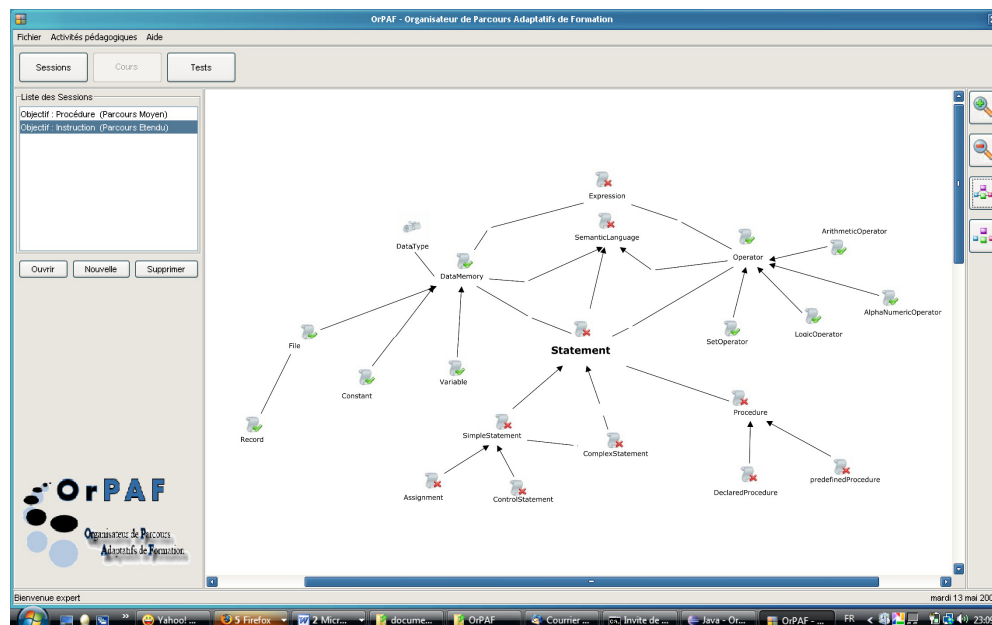 OrPAF - Organisateur de Parcours Adaptatifs de Formation
Fichier Activités pédagogiques Aide
Sessions Cours Tests
Liste des Sessions
Objectif : Procédure (Parcours Moyen)
Objectif : Instruction (Parcours Etendu)
Ouvrir Nouvelle Supprimer
Expression
SemanticLanguage
DataType
ArithmeticOperator
Operator
DataMemory
AlphaNumericOperator
LogicOperator
SetOperator
File
Statement
Variable
Constant
Procedure
Record
SimpleStatement
ComplexStatement
predefinedProcedure
DeclaredProcedure
Assignment
ControlStatement
OrPAF
Organisateur de Parcours
Adaptatifs de Formation
Bienvenue expert
mardi 13 mai 200
Yahoo! ... 5 Firefox 2 Micr... docume... OrPAF Courrier ... Invite de ... Java - Or... OrPAF - ... FR 23:09